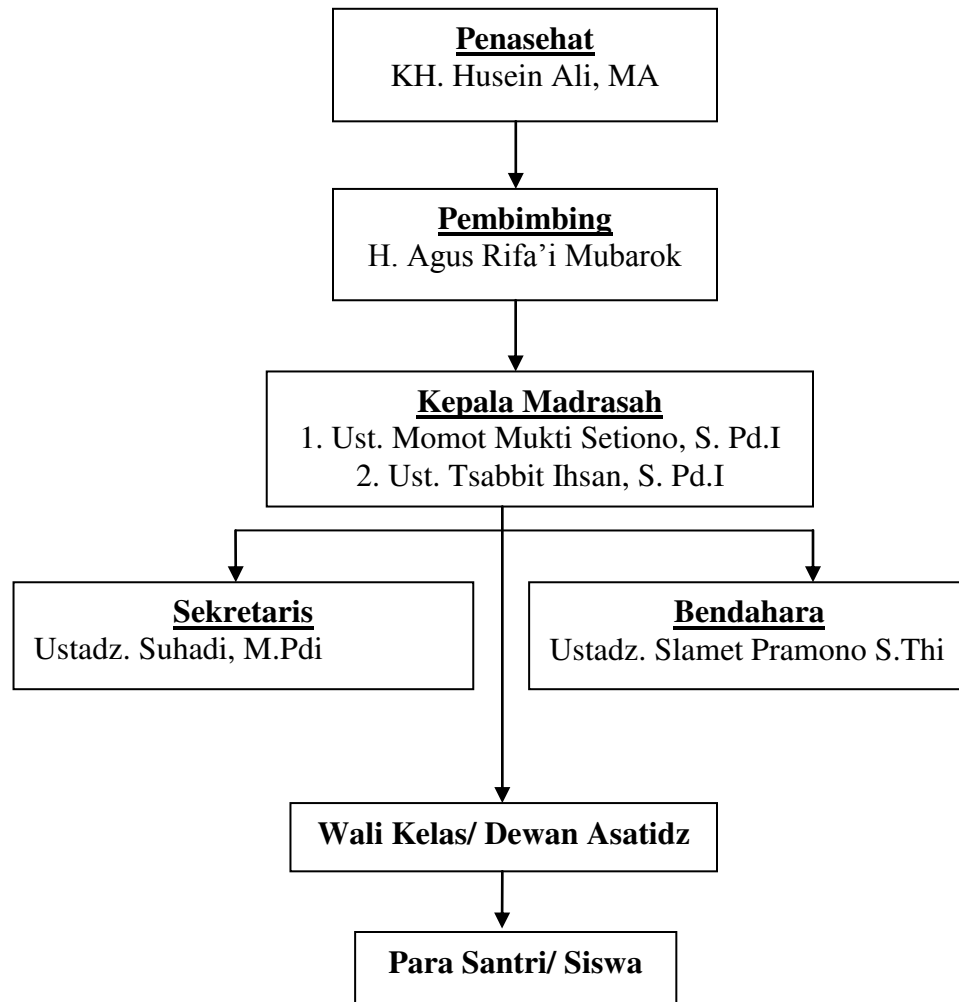 Penasehat
KH. Husein Ali, MA
Pembimbing
H. Agus Rifa’i Mubarok
Kepala Madrasah
1. Ust. Momot Mukti Setiono, S. Pd.I
2. Ust. Tsabbit Ihsan, S. Pd.I
Sekretaris
Ustadz. Suhadi, M.Pdi
Bendahara
Ustadz. Slamet Pramono S.Thi
Wali Kelas/ Dewan Asatidz
Para Santri/ Siswa